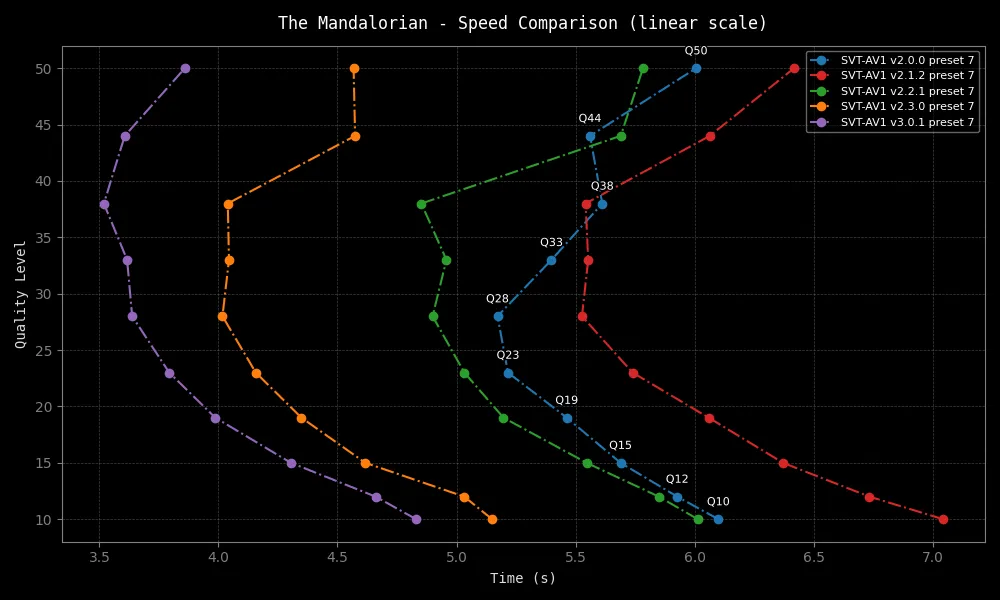 The Mandalorian - Speed Comparison (linear scale)
SVT-AV1 v2.0.0 preset 7
SVT-AV1 v2.1.2 preset 7
SVT-AV1 v2.2.1 preset 7
SVT-AV1 v2.3.0 preset 7
SVT-AV1 v3.0.1 preset 7
Q50
Q44
Q38
Q33
Q28
Q23
Q19
Q15
Q12
Q10
Quality Level
50
45
40
35
30
25
20
15
10
3.5 4.0 4.5 5.0 5.5 6.0 6.5 7.0
Time (s)